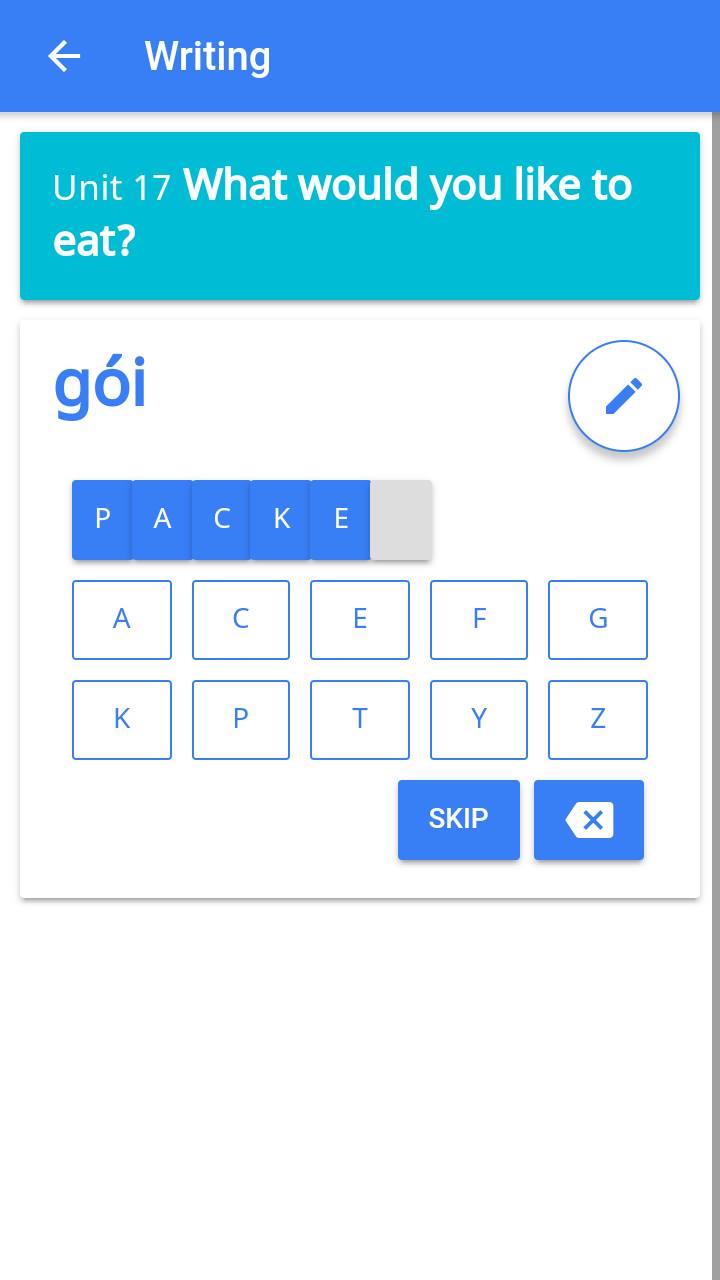 Writing
Unit 17 What would you like to
eat?
gói
P A C K E
A C E F G
K P T Y Z
SKIP